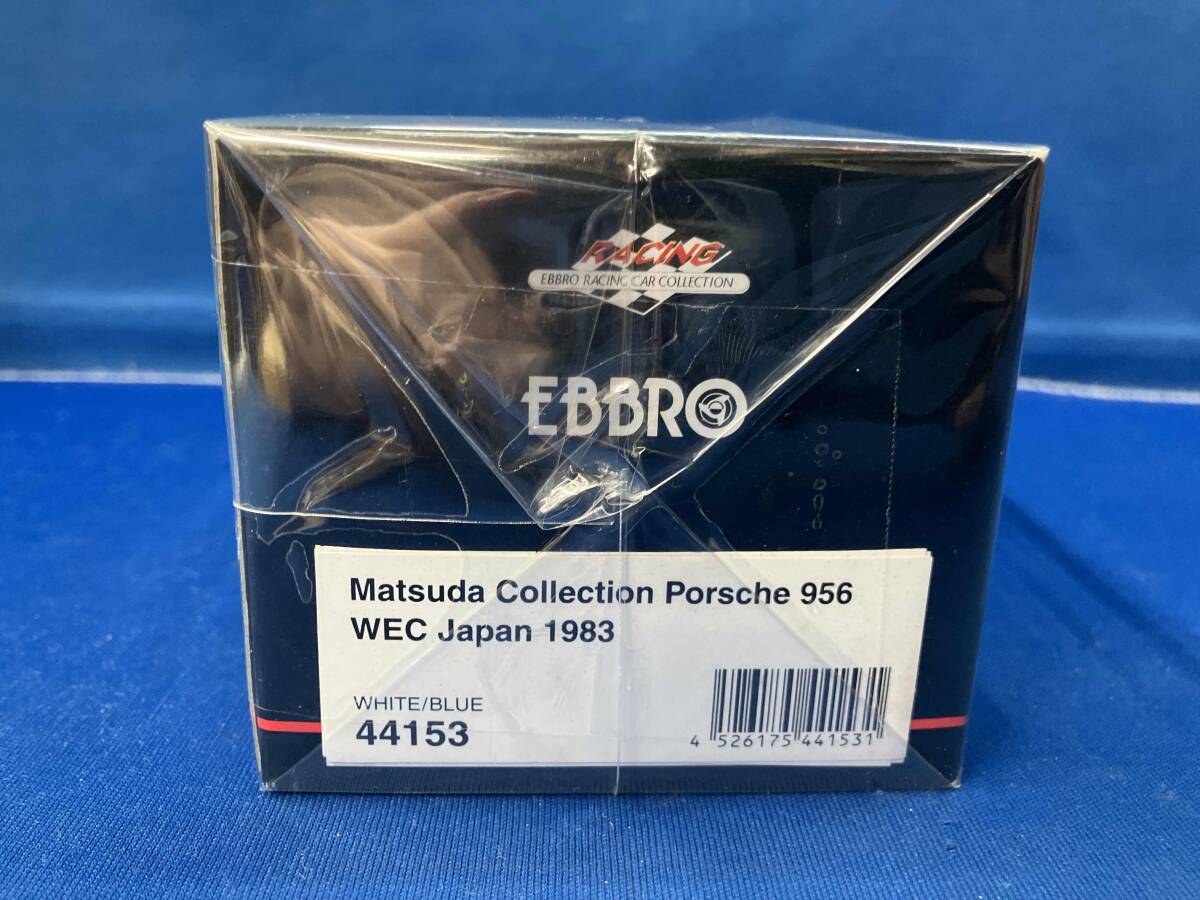 RACING
EBBRO RACING CAR COLLECTION
EBBRO
Matsuda Collection Porsche 956
WEC Japan 1983
WHITE/BLUE
44153
4 526175 441531